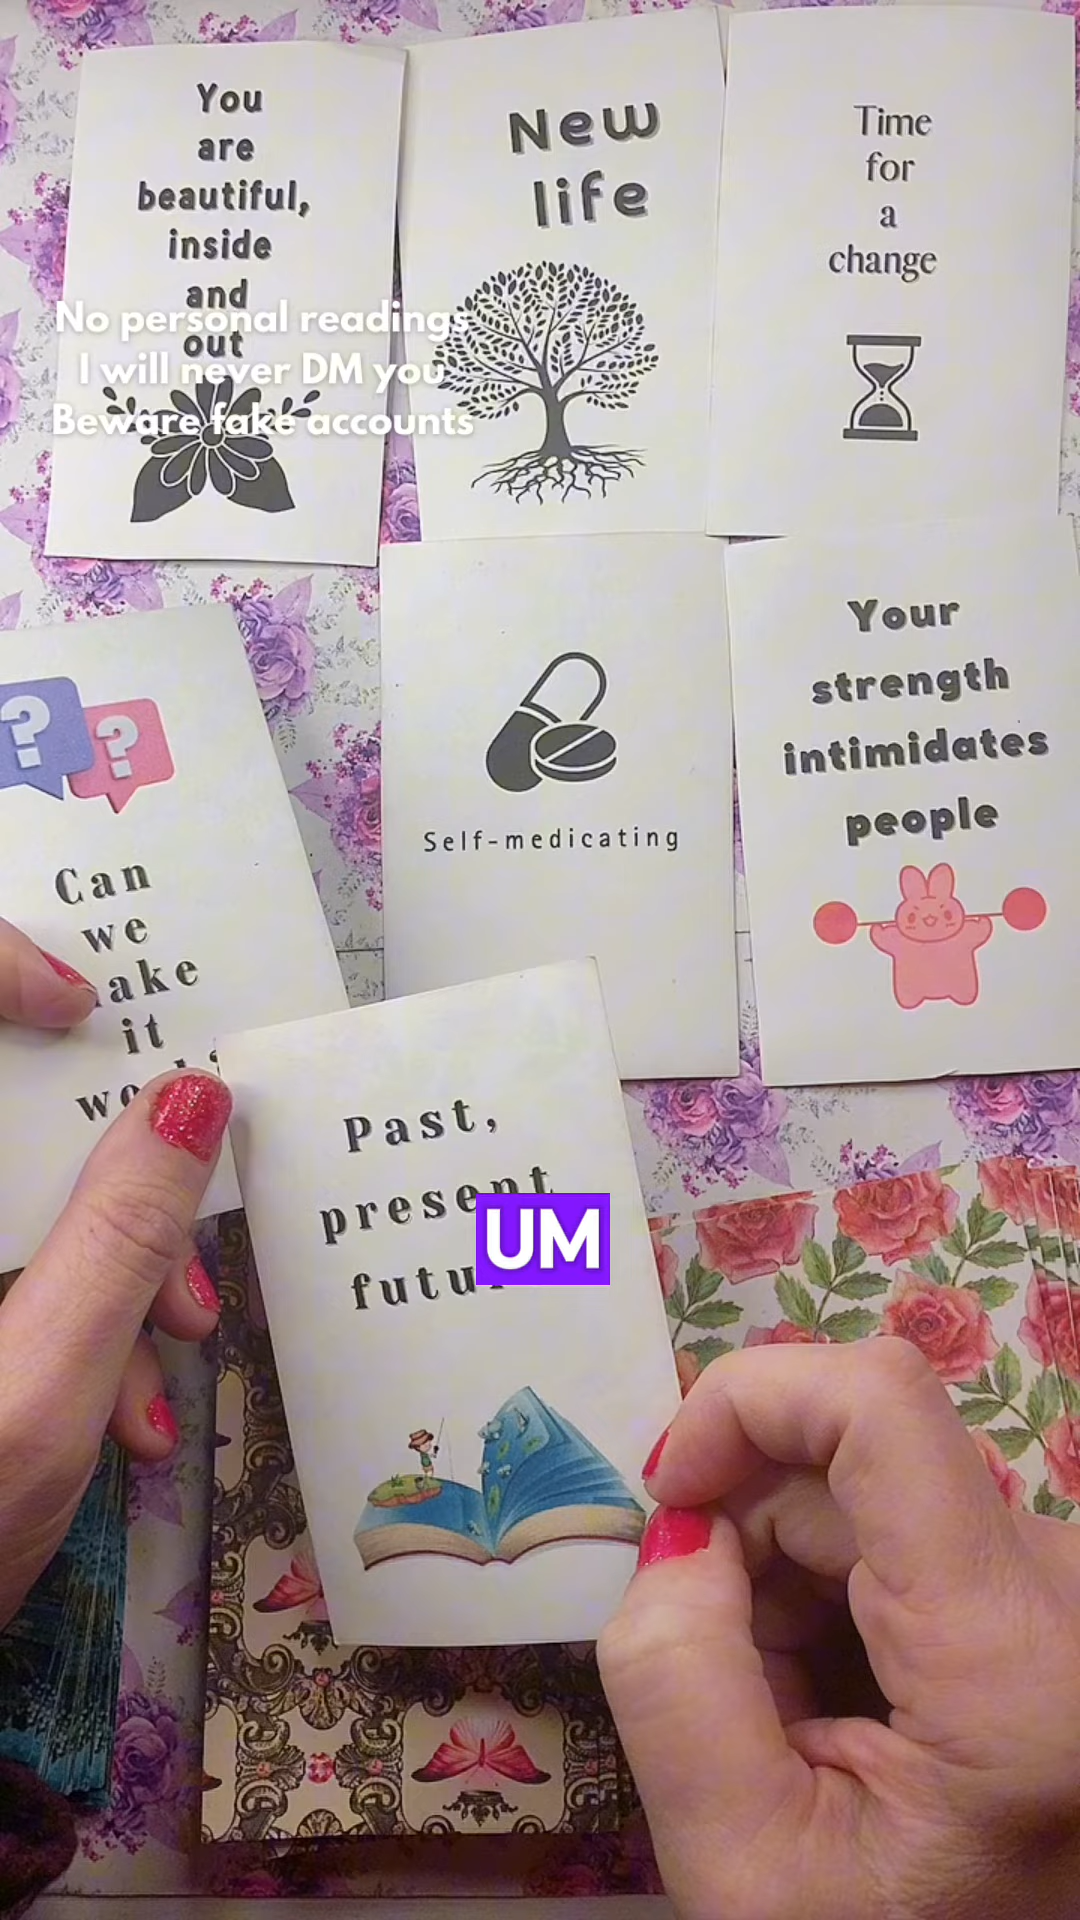 You
are
beautiful,
inside
and
out
No personal readings
I will never DM you
Beware fake accounts
New
life
Time
for
a
change
? ?
Can
we
it
Self-medicating
Your
strength
intimidates
people
Past,
present
UM